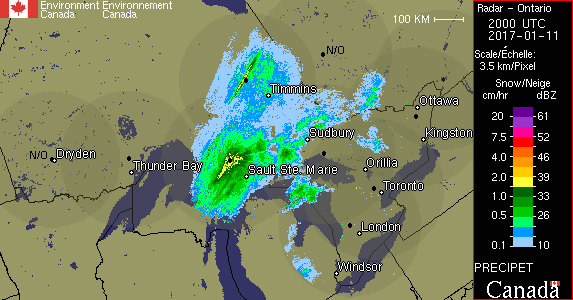 Environment Environnement
Canada Canada
100 KM
N/O
Timmins
Ottawa
Sudbury
Kingston
N/O
Dryden
Thunder Bay
Orillia
Sault Ste. Marie
Toronto
London
Windsor
Radar - Ontario
2000 UTC
2017-01-11
Scale/Échelle:
3.5 km/Pixel
Snow/Neige
cm/hr dBZ
20 61
7.5 52
4.0 46
2.0 39
1.0 33
0.5 26
0.1 10
PRECIPET
Canada